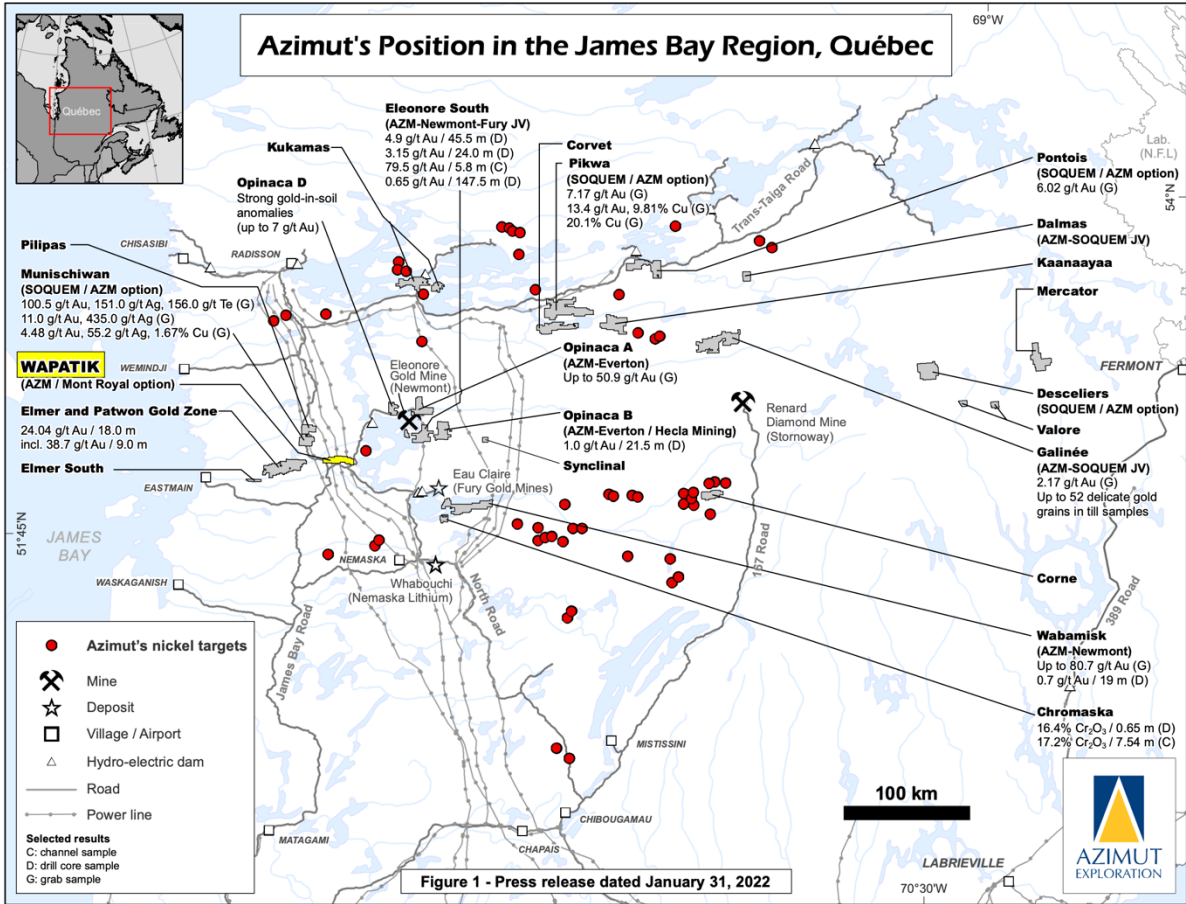 Azimut's Position in the James Bay Region, Québec
Québec
69°W
54°N
Lab.
(N.F.L)
Eleonore South
(AZM-Newmont-Fury JV)
4.9 g/t Au / 45.5 m (D)
3.15 g/t Au / 24.0 m (D)
79.5 g/t Au / 5.8 m (C)
0.65 g/t Au / 147.5 m (D)
Kukamas
Opinaca D
Strong gold-in-soil
anomalies
(up to 7 g/t Au)
Corvet
Pikwa
(SOQUEM / AZM option)
7.17 g/t Au (G)
13.4 g/t Au, 9.81% Cu (G)
20.1% Cu (G)
Trans-Taiga Road
Pontois
(SOQUEM / AZM option)
6.02 g/t Au (G)
Dalmas
(AZM-SOQUEM JV)
Kaanaayaa
Mercator
CHISASIBI
RADISSON
Pilipas
Munischiwan
(SOQUEM / AZM option)
100.5 g/t Au, 151.0 g/t Ag, 156.0 g/t Te (G)
11.0 g/t Au, 435.0 g/t Ag (G)
4.48 g/t Au, 55.2 g/t Ag, 1.67% Cu (G)
WAPATIK
(AZM / Mont Royal option)
WEMINDJI
Elmer and Patwon Gold Zone
24.04 g/t Au / 18.0 m
incl. 38.7 g/t Au / 9.0 m
Elmer South
EASTMAIN
Eleonore
Gold Mine
(Newmont)
Opinaca A
(AZM-Everton)
Up to 50.9 g/t Au (G)
Opinaca B
(AZM-Everton / Hecla Mining)
1.0 g/t Au / 21.5 m (D)
Synclinal
Eau Claire
(Fury Gold Mines)
Renard
Diamond Mine
(Stornoway)
FERMONT
Desceliers
(SOQUEM / AZM option)
Valore
Galinée
(AZM-SOQUEM JV)
2.17 g/t Au (G)
Up to 52 delicate gold
grains in till samples
51°45'N
JAMES
BAY
NEMASKA
WASKAGANISH
Whabouchi
(Nemaska Lithium)
North Road
James Bay Road
167 Road
389 Road
Corne
Wabamisk
(AZM-Newmont)
Up to 80.7 g/t Au (G)
0.7 g/t Au / 19 m (D)
Chromaska
16.4% Cr₂O₃ / 0.65 m (D)
17.2% Cr₂O₃ / 7.54 m (C)
Azimut's nickel targets
Mine
Deposit
Village / Airport
Hydro-electric dam
Road
Power line
Selected results
C: channel sample
D: drill core sample
G: grab sample
MISTISSINI
CHIBOUGAMAU
CHAPAIS
MATAGAMI
LABRIEVILLE
100 km
Figure 1 - Press release dated January 31, 2022
70°30'W
AZIMUT
EXPLORATION